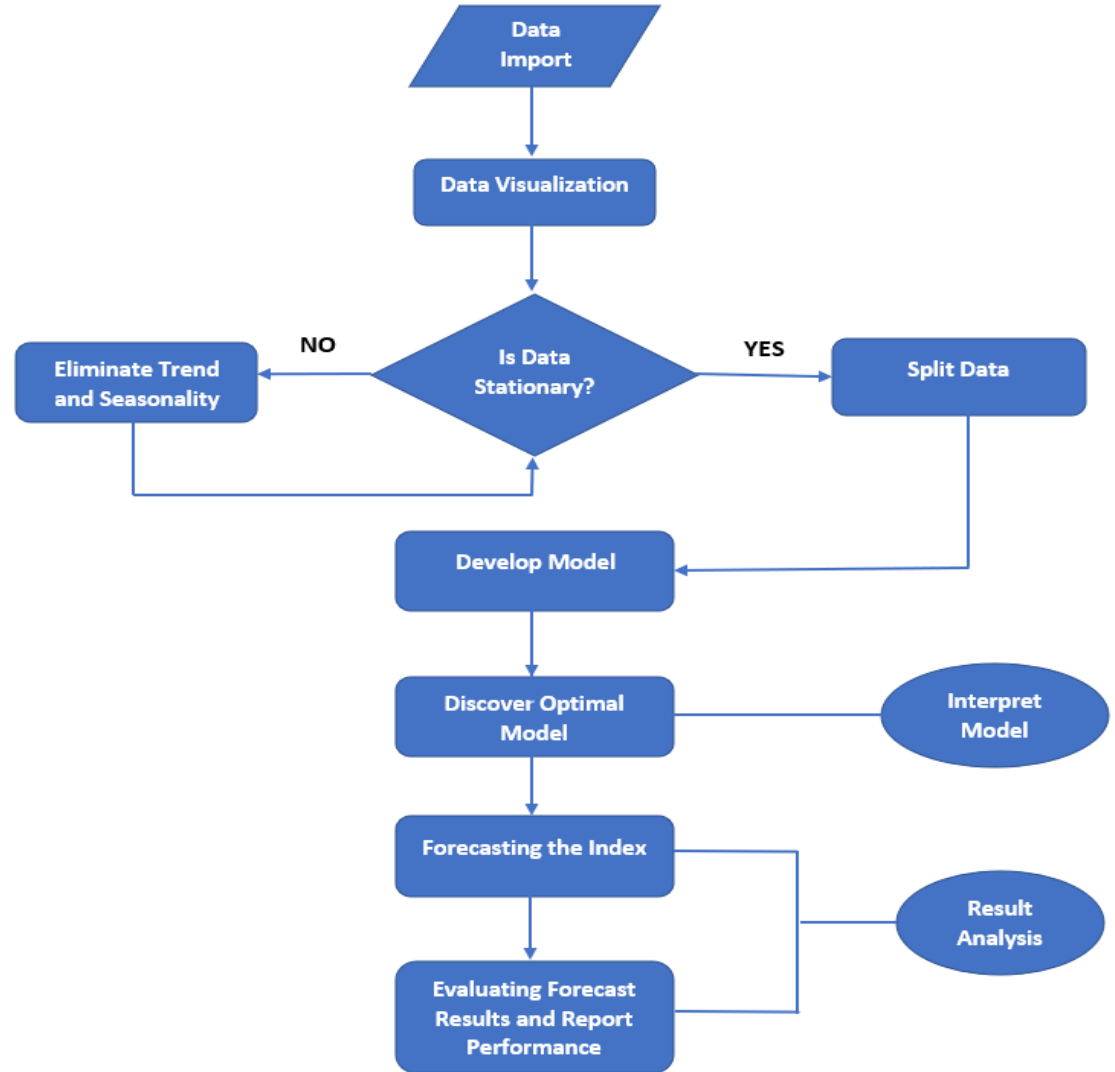 Data
Import
Data Visualization
NO
Is Data
Stationary?
YES
Eliminate Trend
and Seasonality
Split Data
Develop Model
Discover Optimal
Model
Interpret
Model
Forecasting the Index
Result
Analysis
Evaluating Forecast
Results and Report
Performance